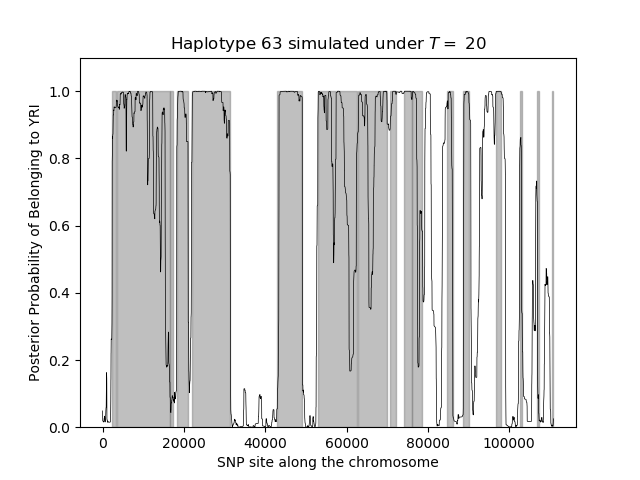 Haplotype 63 simulated under T = 20
Posterior Probability of Belonging to YRI
1.0
0.8
0.6
0.4
0.2
0.0
0 20000 40000 60000 80000 100000
SNP site along the chromosome